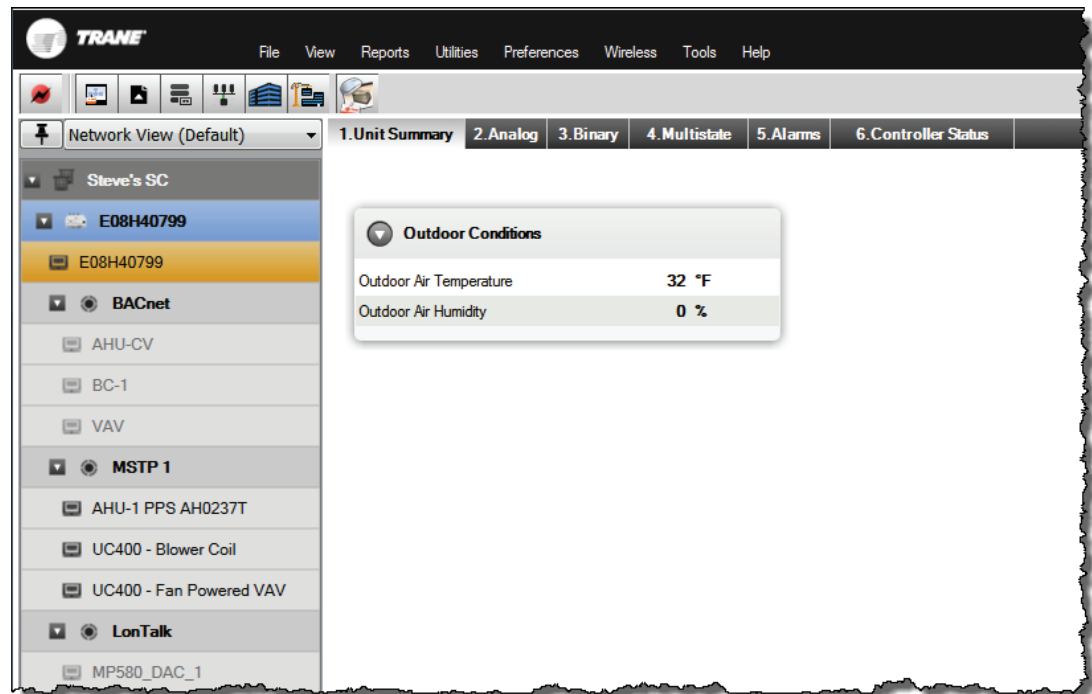 TRANE
File View Reports Utilities Preferences Wireless Tools Help
Network View (Default)
1.Unit Summary 2.Analog 3.Binary 4.Multistate 5.Alarms 6.Controller Status
Steve's SC
E08H40799
E08H40799
BACnet
AHU-CV
BC-1
VAV
MSTP 1
AHU-1 PPS AH0237T
UC400 - Blower Coil
UC400 - Fan Powered VAV
LonTalk
MP580_DAC_1
Outdoor Conditions
Outdoor Air Temperature 32 °F
Outdoor Air Humidity 0 %